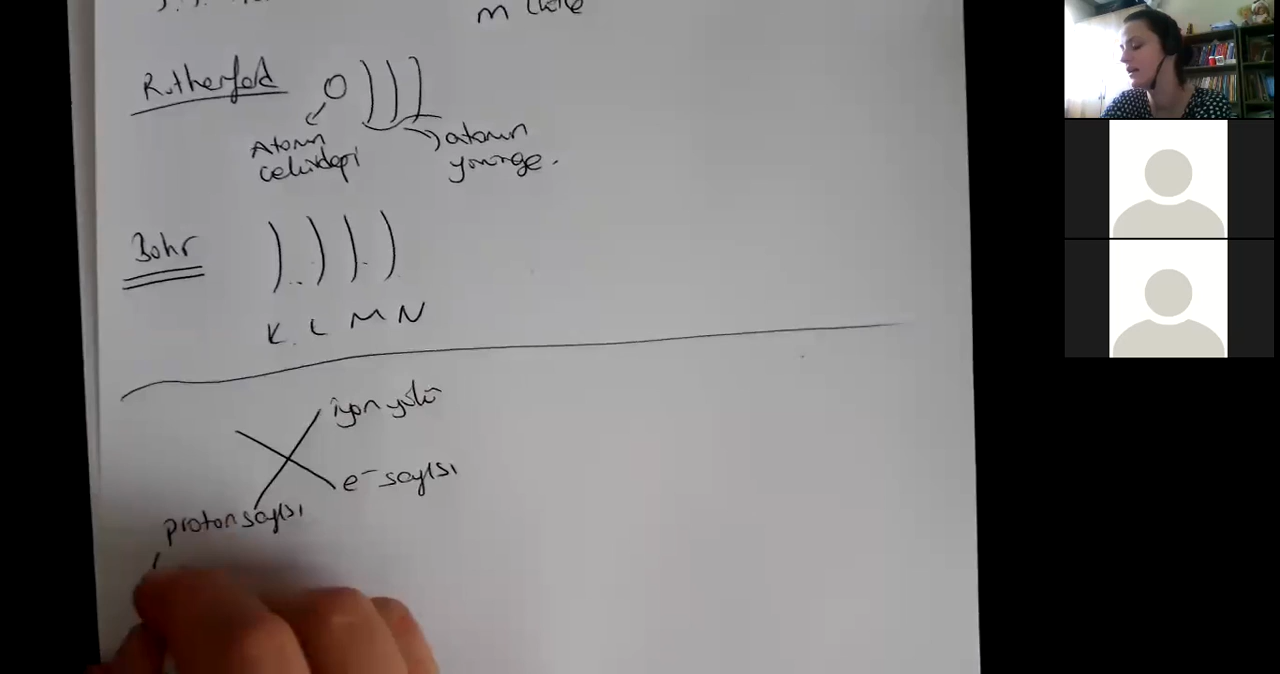 Rutherford
Atomun
çekirdeği
atomun
yörünge.
Bohr
K L M N
iyon yükü
e⁻ sayısı
proton sayısı